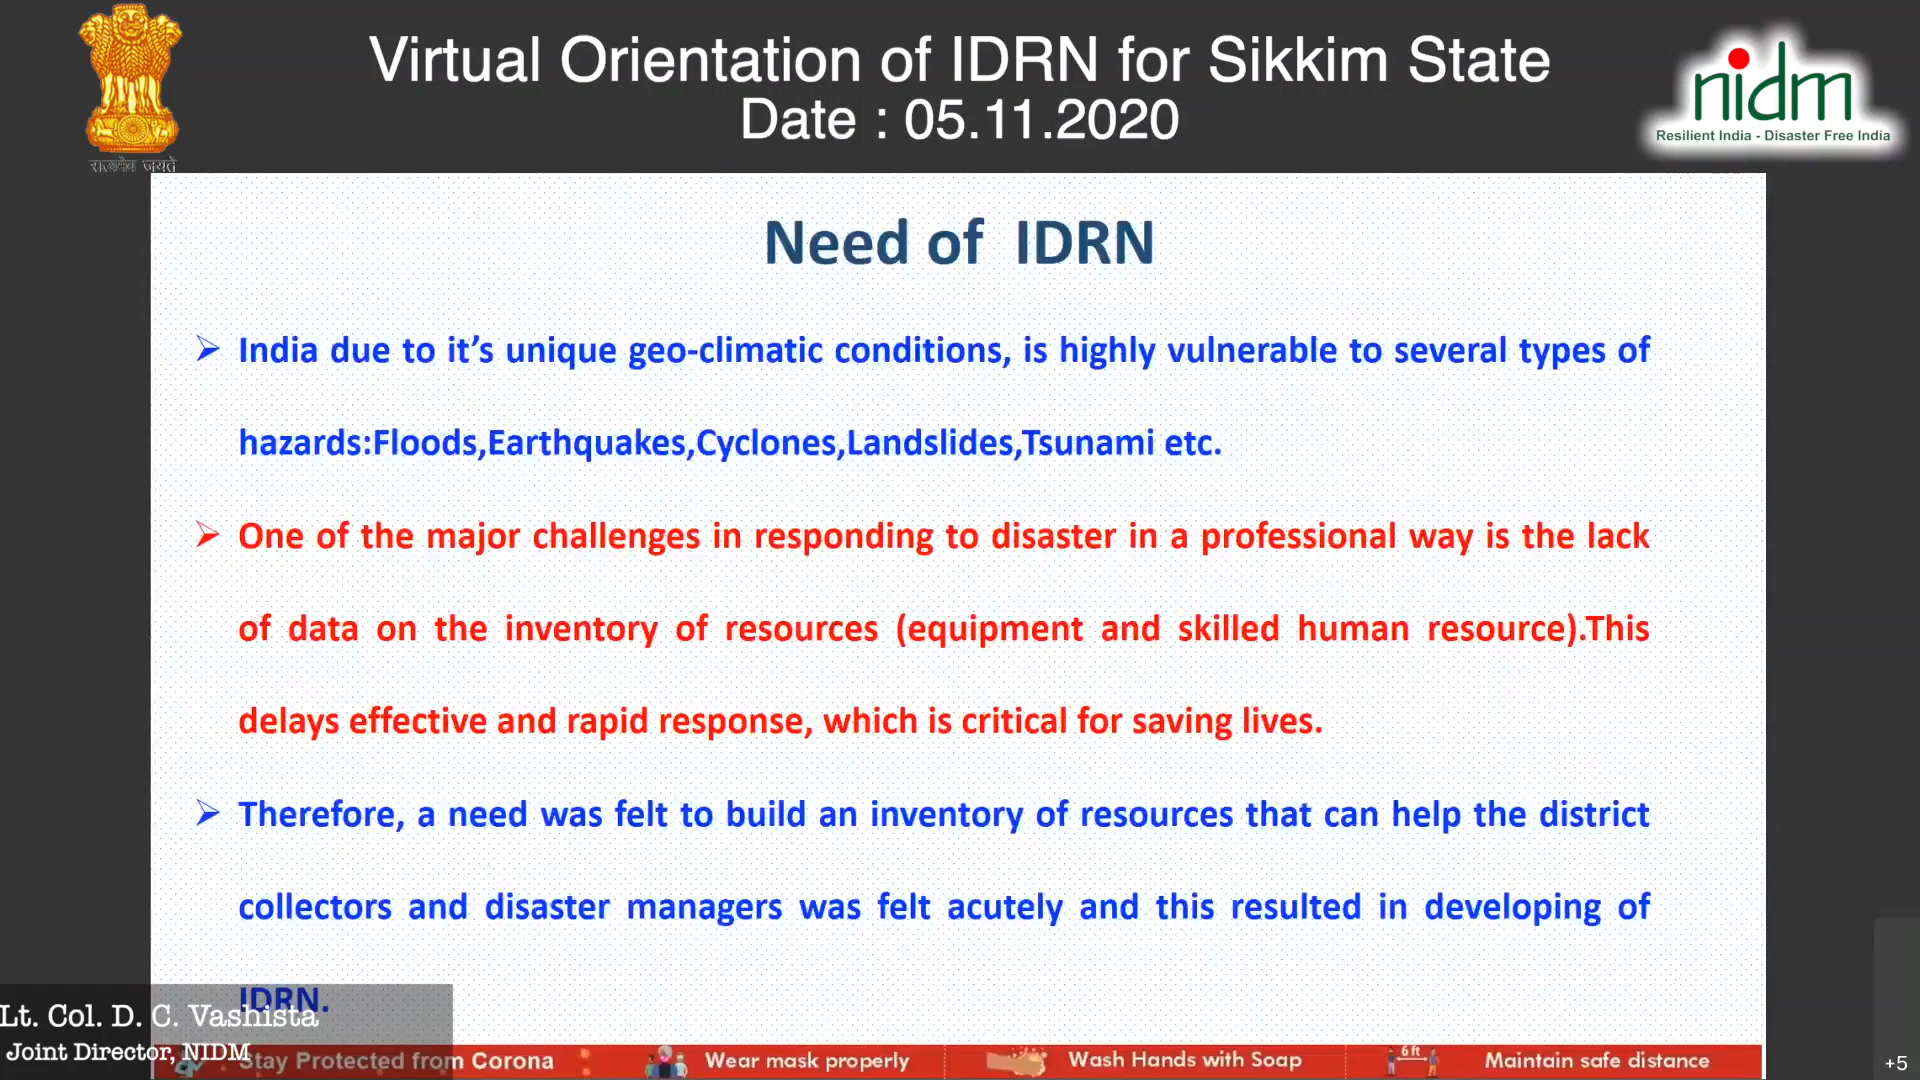 Virtual Orientation of IDRN for Sikkim State
Date : 05.11.2020
सत्यमेव जयते
nidm
Resilient India - Disaster Free India
Need of IDRN
➢ India due to it’s unique geo-climatic conditions, is highly vulnerable to several types of
hazards:Floods,Earthquakes,Cyclones,Landslides,Tsunami etc.
➢ One of the major challenges in responding to disaster in a professional way is the lack
of data on the inventory of resources (equipment and skilled human resource).This
delays effective and rapid response, which is critical for saving lives.
➢ Therefore, a need was felt to build an inventory of resources that can help the district
collectors and disaster managers was felt acutely and this resulted in developing of
IDRN.
Lt. Col. D. C. Vashista
Joint Director, NIDM
Stay Protected from Corona
Wear mask properly
Wash Hands with Soap
6 ft
Maintain safe distance
+5